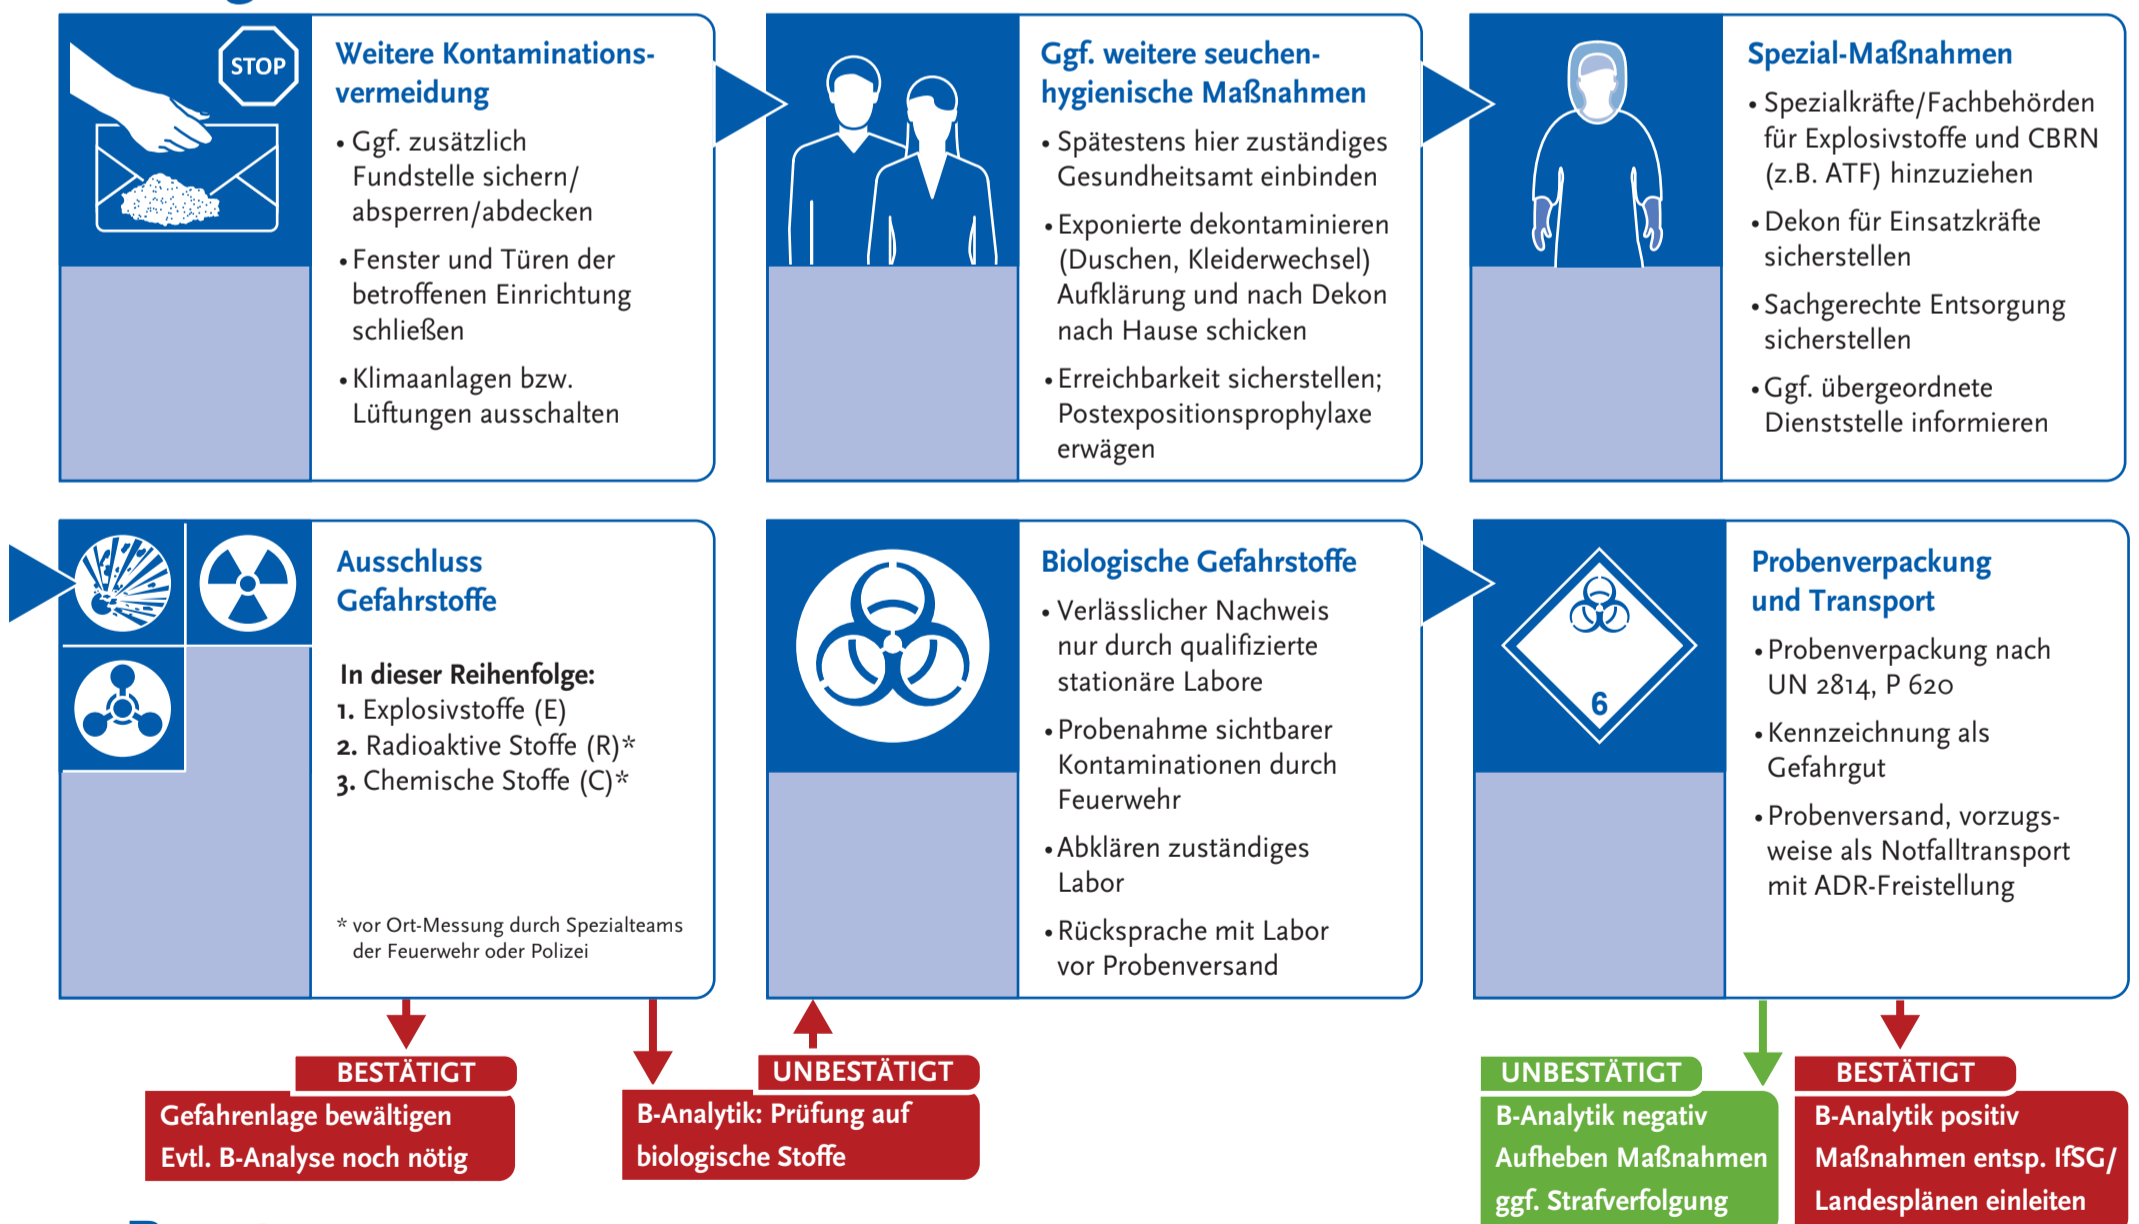 STOP
Weitere Kontaminations-
vermeidung
• Ggf. zusätzlich
Fundstelle sichern/
absperren/abdecken
• Fenster und Türen der
betroffenen Einrichtung
schließen
• Klimaanlagen bzw.
Lüftungen ausschalten
Ggf. weitere seuchen-
hygienische Maßnahmen
• Spätestens hier zuständiges
Gesundheitsamt einbinden
• Exponierte dekontaminieren
(Duschen, Kleiderwechsel)
Aufklärung und nach Dekon
nach Hause schicken
• Erreichbarkeit sicherstellen;
Postexpositionsprophylaxe
erwägen
Spezial-Maßnahmen
• Spezialkräfte/Fachbehörden
für Explosivstoffe und CBRN
(z.B. ATF) hinzuziehen
• Dekon für Einsatzkräfte
sicherstellen
• Sachgerechte Entsorgung
sicherstellen
• Ggf. übergeordnete
Dienststelle informieren
Ausschluss
Gefahrstoffe
In dieser Reihenfolge:
1. Explosivstoffe (E)
2. Radioaktive Stoffe (R)*
3. Chemische Stoffe (C)*
* vor Ort-Messung durch Spezialteams
der Feuerwehr oder Polizei
Biologische Gefahrstoffe
• Verlässlicher Nachweis
nur durch qualifizierte
stationäre Labore
• Probenahme sichtbarer
Kontaminationen durch
Feuerwehr
• Abklären zuständiges
Labor
• Rücksprache mit Labor
vor Probenversand
6
Probenverpackung
und Transport
• Probenverpackung nach
UN 2814, P 620
• Kennzeichnung als
Gefahrgut
• Probenversand, vorzugs-
weise als Notfalltransport
mit ADR-Freistellung
BESTÄTIGT
Gefahrenlage bewältigen
Evtl. B-Analyse noch nötig
UNBESTÄTIGT
B-Analytik: Prüfung auf
biologische Stoffe
UNBESTÄTIGT
B-Analytik negativ
Aufheben Maßnahmen
ggf. Strafverfolgung
BESTÄTIGT
B-Analytik positiv
Maßnahmen entsp. IfSG/
Landesplänen einleiten